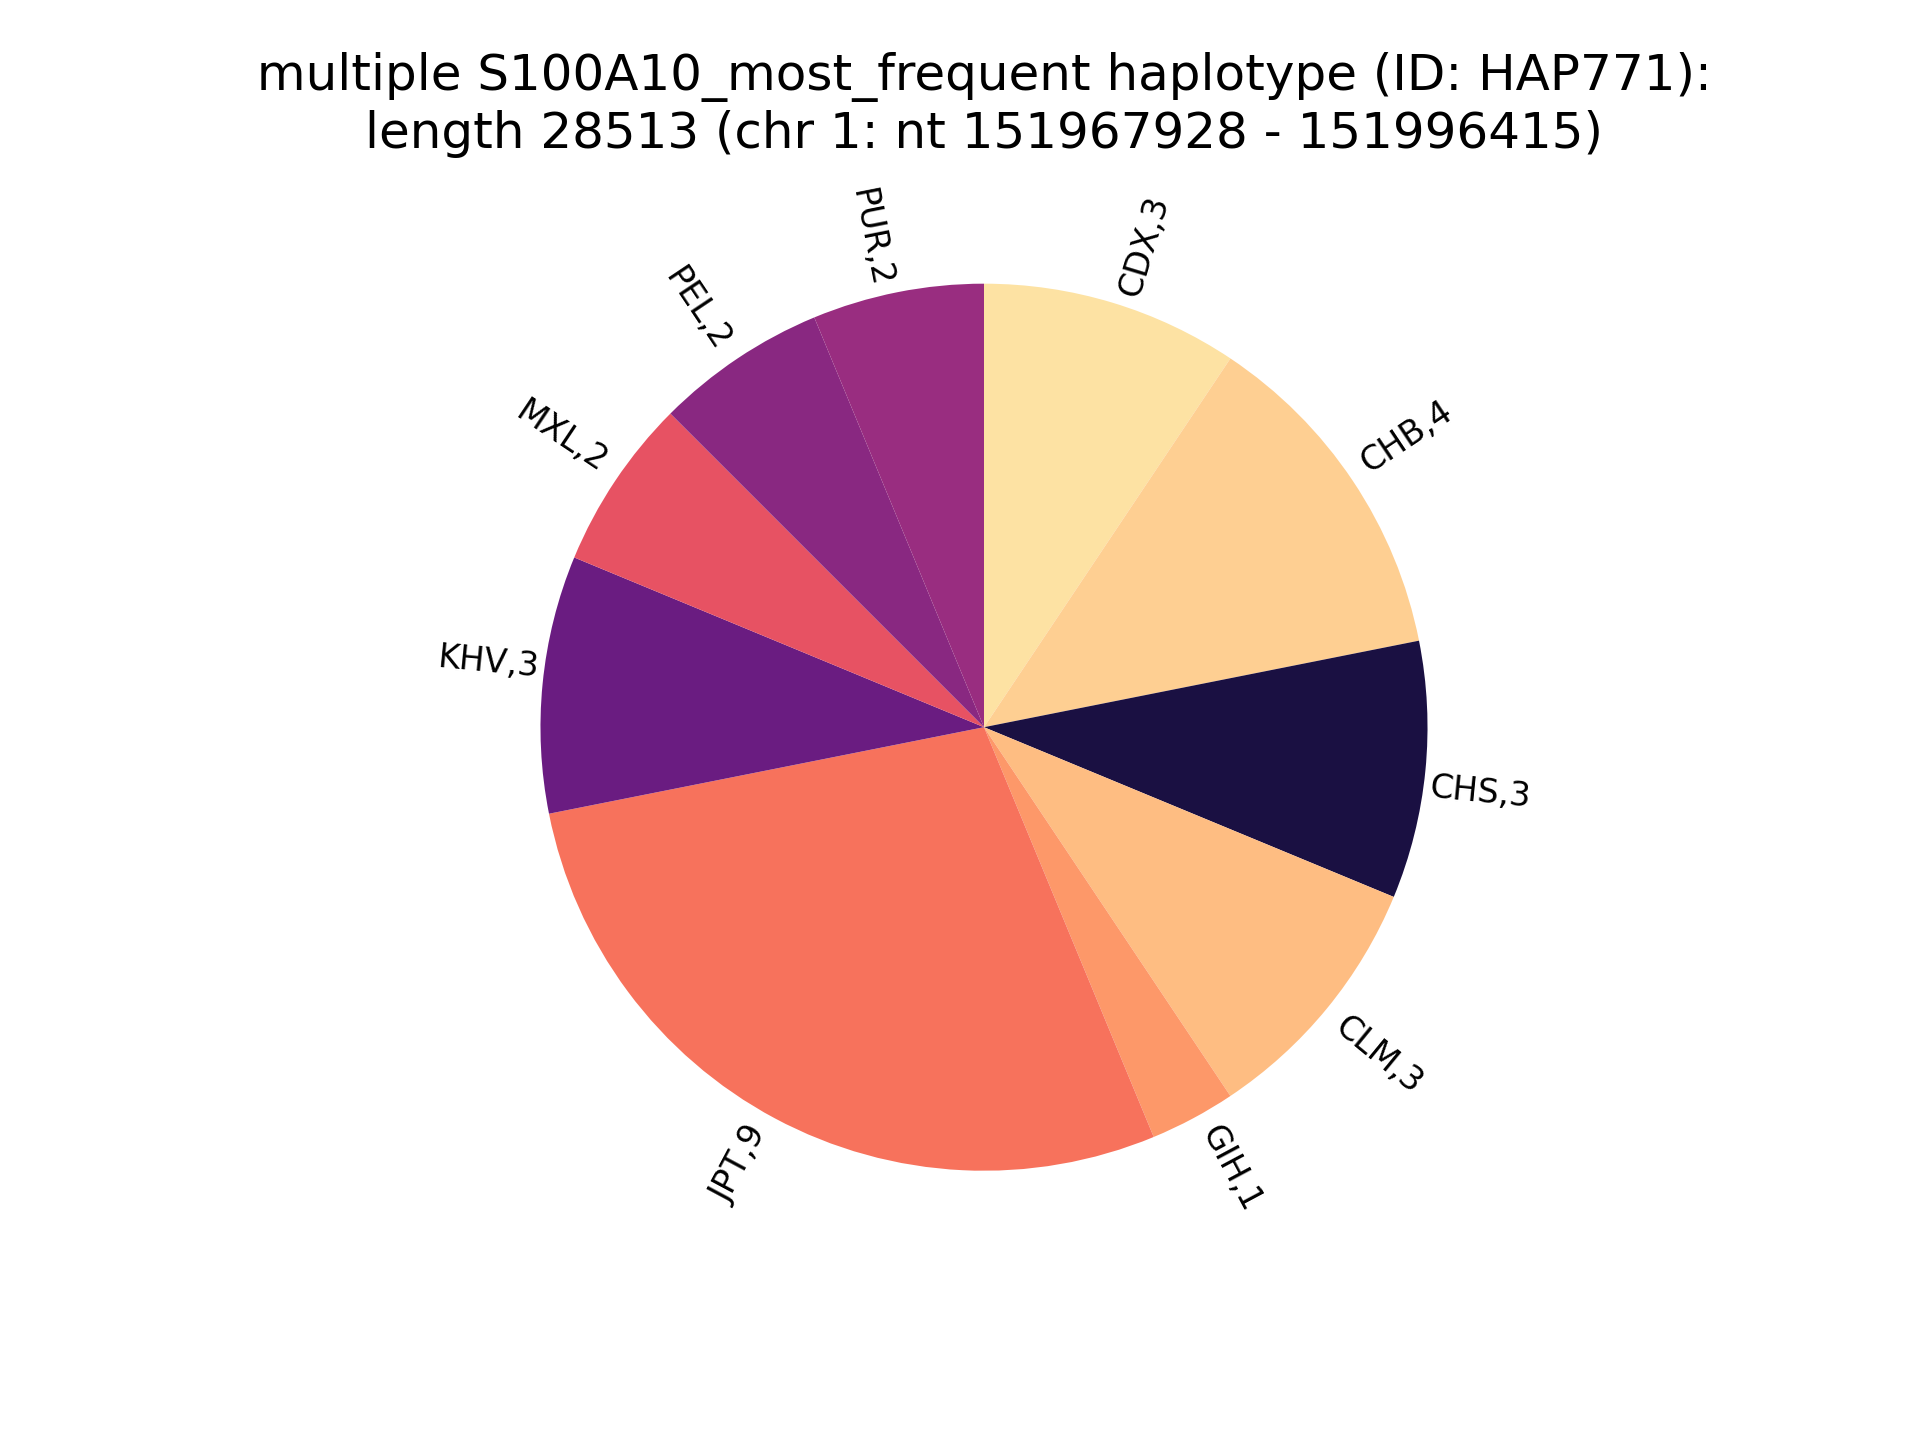 multiple S100A10_most_frequent haplotype (ID: HAP771):
length 28513 (chr 1: nt 151967928 - 151996415)
PUR,2
CDX,3
PEL,2
CHB,4
MXL,2
KHV,3
CHS,3
CLM,3
JPT,9
GIH,1